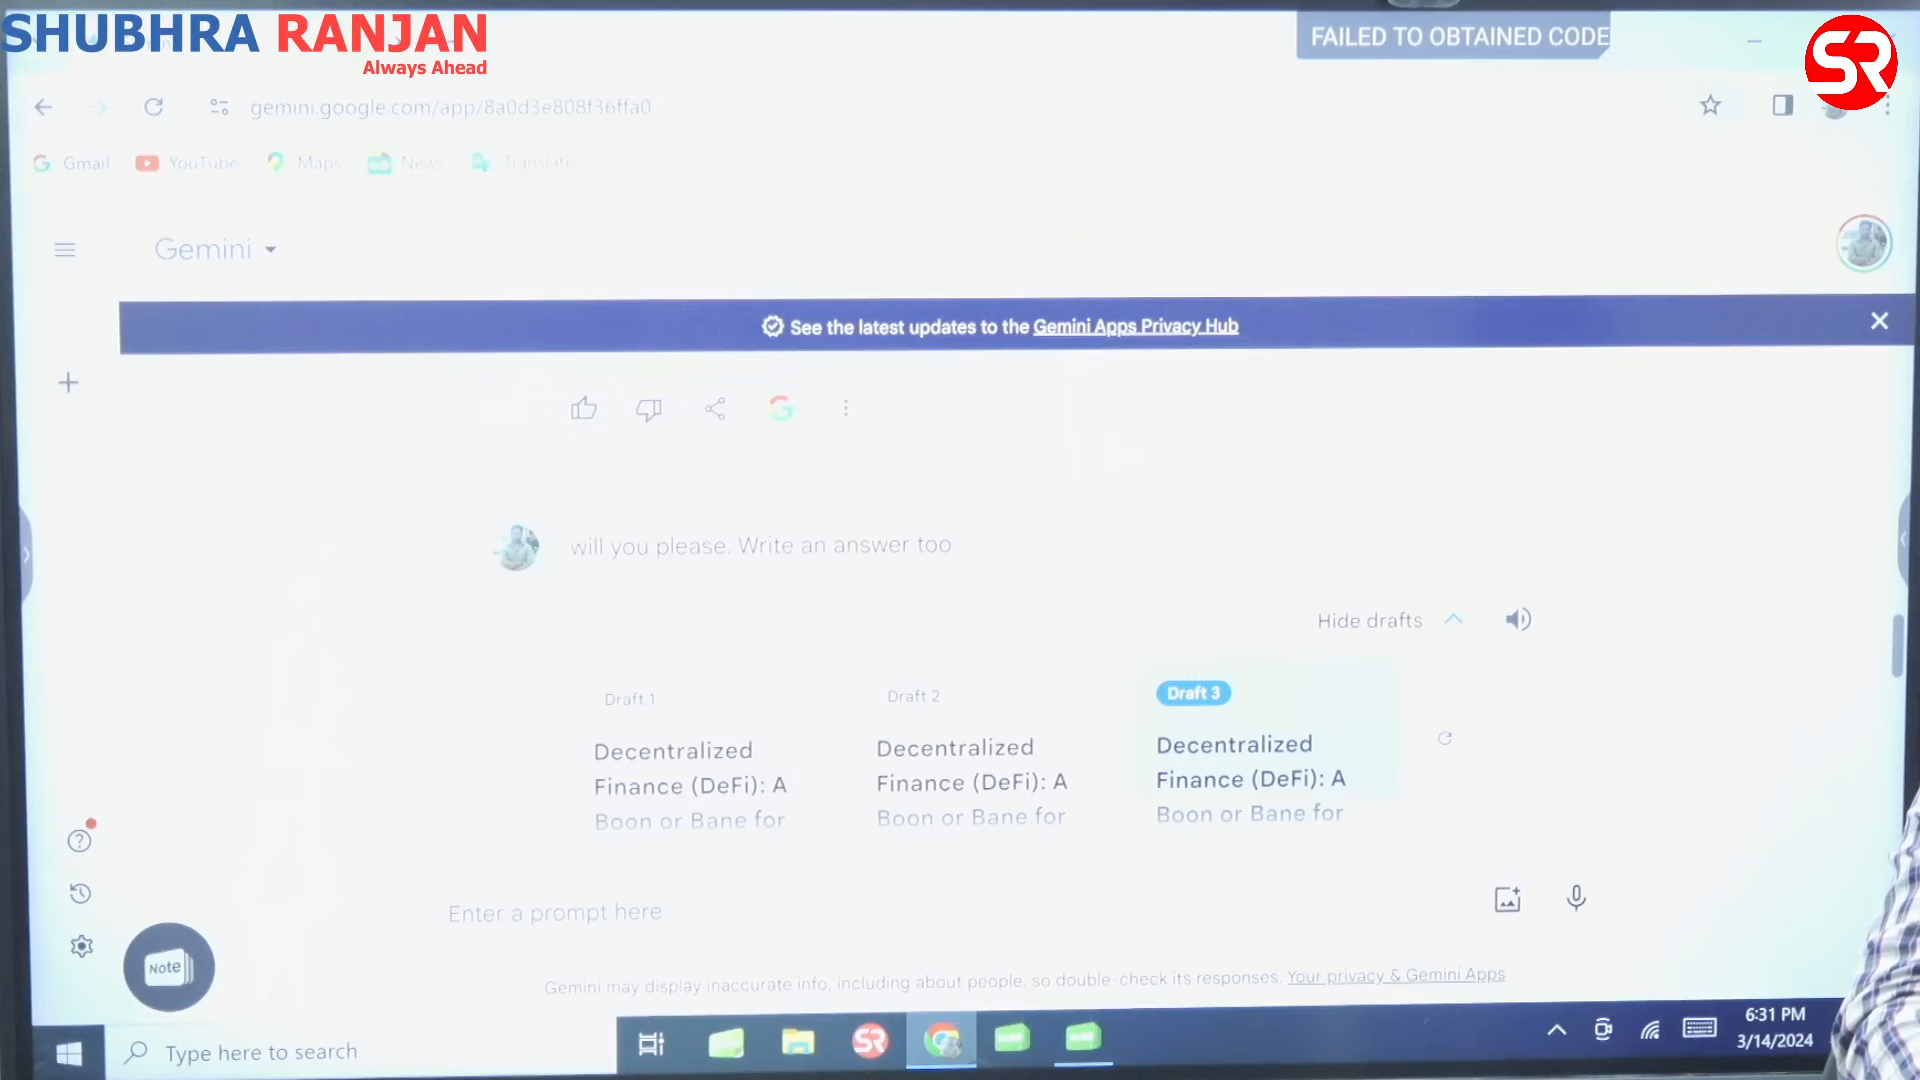 SHUBHRA RANJAN
Always Ahead
FAILED TO OBTAINED CODE
SR
gemini.google.com/app/8a0d3e808f36ffa0
Gmail YouTube Maps News Translate
Gemini
See the latest updates to the Gemini Apps Privacy Hub
will you please. Write an answer too
Hide drafts
Draft 1
Decentralized
Finance (DeFi): A
Boon or Bane for
Draft 2
Decentralized
Finance (DeFi): A
Boon or Bane for
Draft 3
Decentralized
Finance (DeFi): A
Boon or Bane for
Enter a prompt here
Note
Gemini may display inaccurate info, including about people, so double-check its responses. Your privacy & Gemini Apps
Type here to search
SR
6:31 PM
3/14/2024